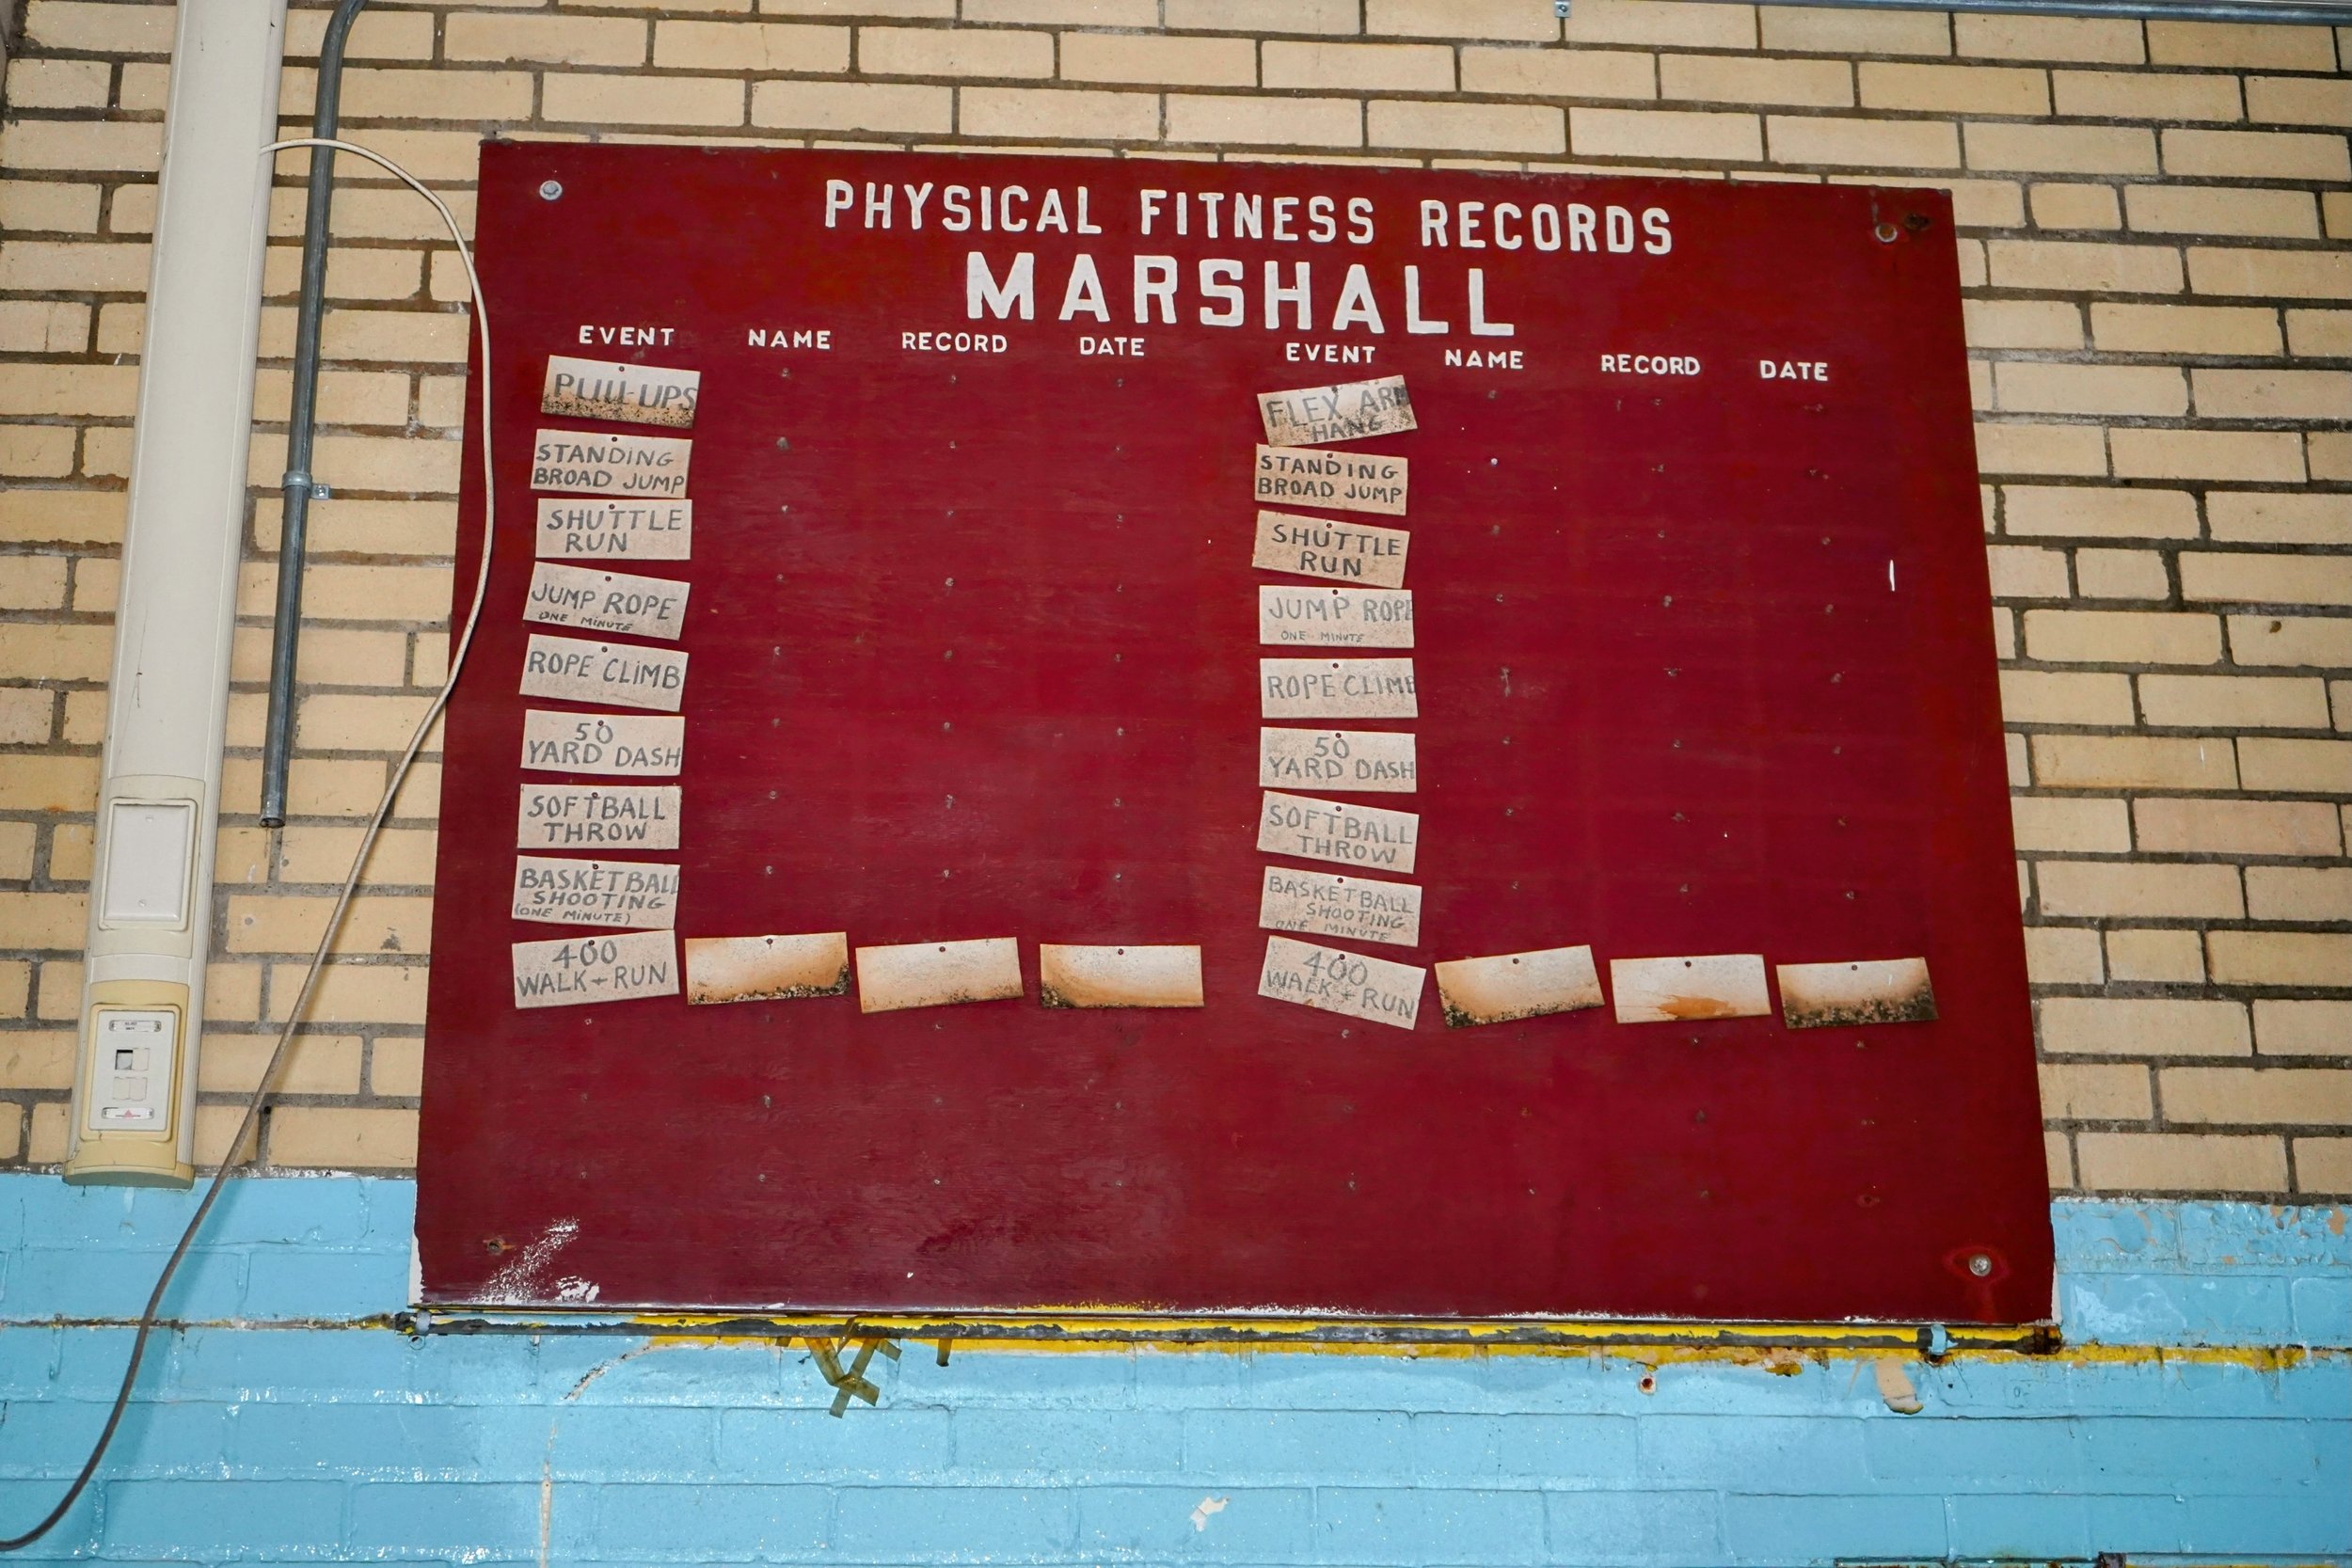 PHYSICAL FITNESS RECORDS
MARSHALL
EVENT NAME RECORD DATE
PULL-UPS
STANDING
BROAD JUMP
SHUTTLE
RUN
JUMP ROPE
ONE MINUTE
ROPE CLIMB
50
YARD DASH
SOFTBALL
THROW
BASKETBALL
SHOOTING
(ONE MINUTE)
400
WALK-RUN
EVENT NAME RECORD DATE
FLEX ARM
HANG
STANDING
BROAD JUMP
SHUTTLE
RUN
JUMP ROPE
ONE MINUTE
ROPE CLIMB
50
YARD DASH
SOFTBALL
THROW
BASKETBALL
SHOOTING
ONE MINUTE
400
WALK-RUN